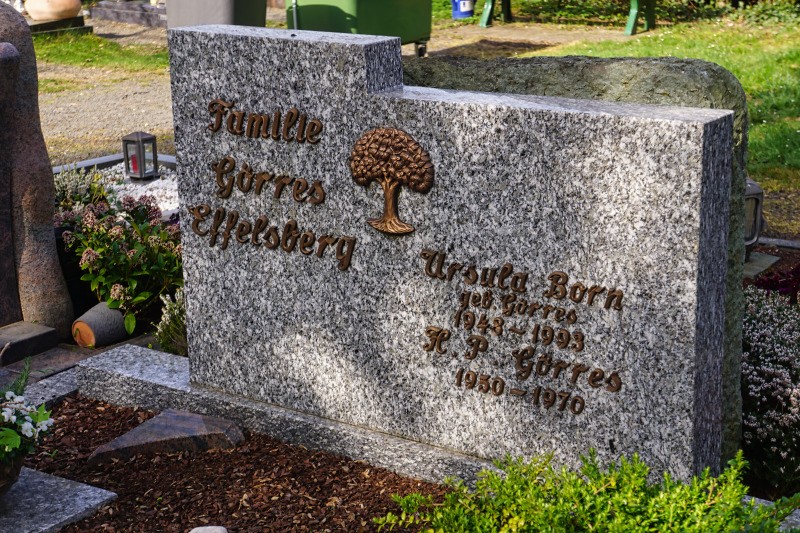 Familie
Görres
Effelsberg
Ursula Born
geb Görres
1943 – 1993
H P Görres
1950 – 1970